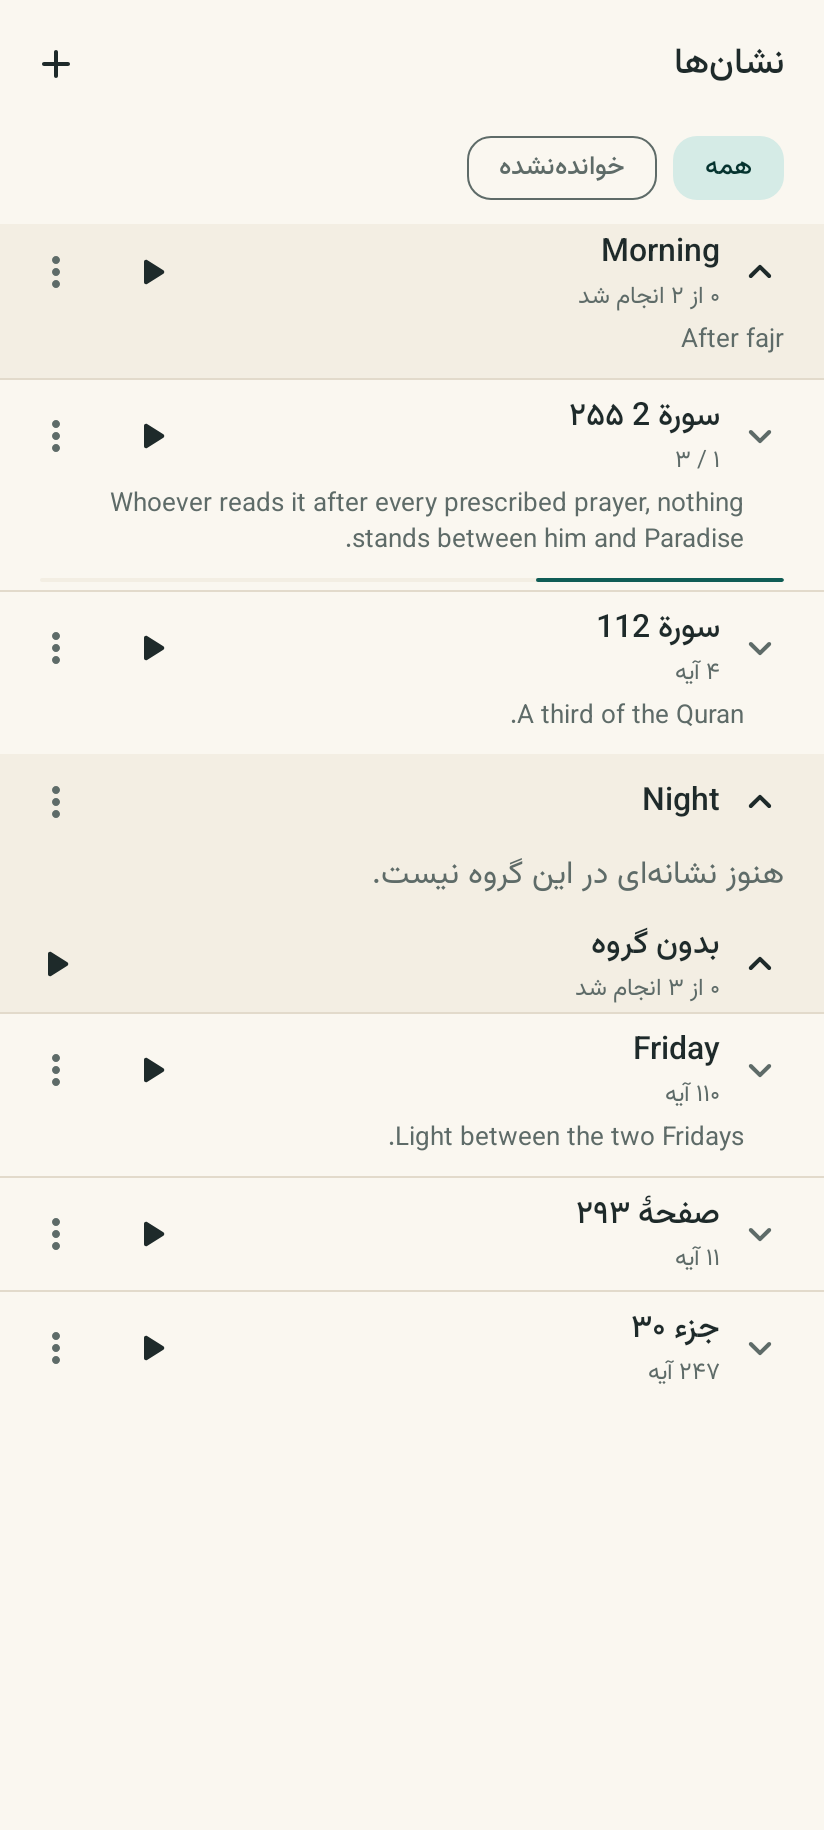 نشان‌ها
همه
خوانده‌نشده
Morning
۰ از ۲ انجام شد
After fajr
سورة 2 ۲۵۵
۱ / ۳
Whoever reads it after every prescribed prayer, nothing
stands between him and Paradise.
سورة 112
۴ آیه
A third of the Quran.
Night
هنوز نشانه‌ای در این گروه نیست.
بدون گروه
۰ از ۳ انجام شد
Friday
۱۱۰ آیه
Light between the two Fridays.
صفحهٔ ۲۹۳
۱۱ آیه
جزء ۳۰
۲۴۷ آیه